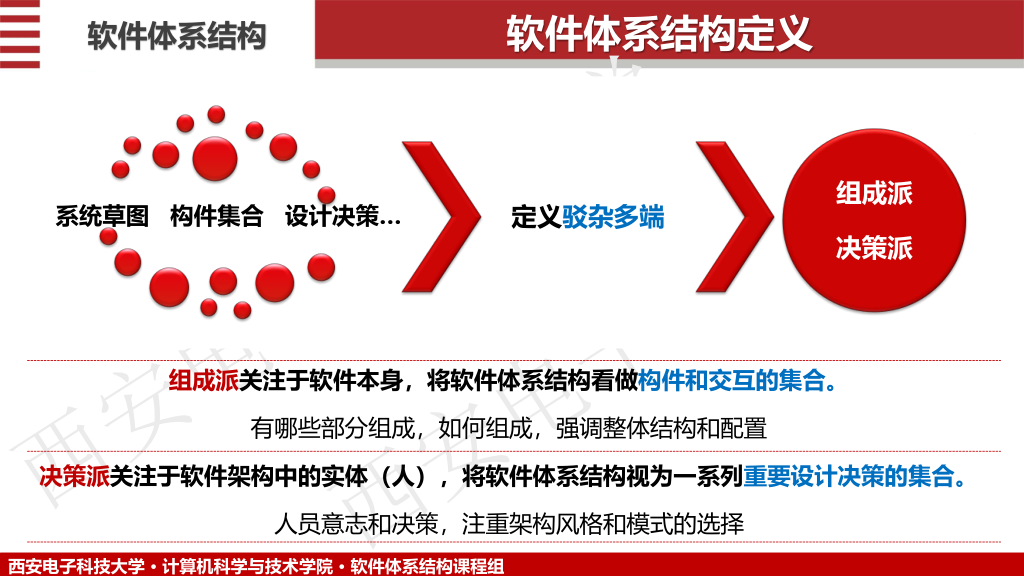 软件体系结构
软件体系结构定义
系统草图 构件集合 设计决策...
定义驳杂多端
组成派
决策派
组成派关注于软件本身，将软件体系结构看做构件和交互的集合。
有哪些部分组成，如何组成，强调整体结构和配置
决策派关注于软件架构中的实体（人），将软件体系结构视为一系列重要设计决策的集合。
人员意志和决策，注重架构风格和模式的选择
西安电子科技大学 • 计算机科学与技术学院 • 软件体系结构课程组
西安电
西安电